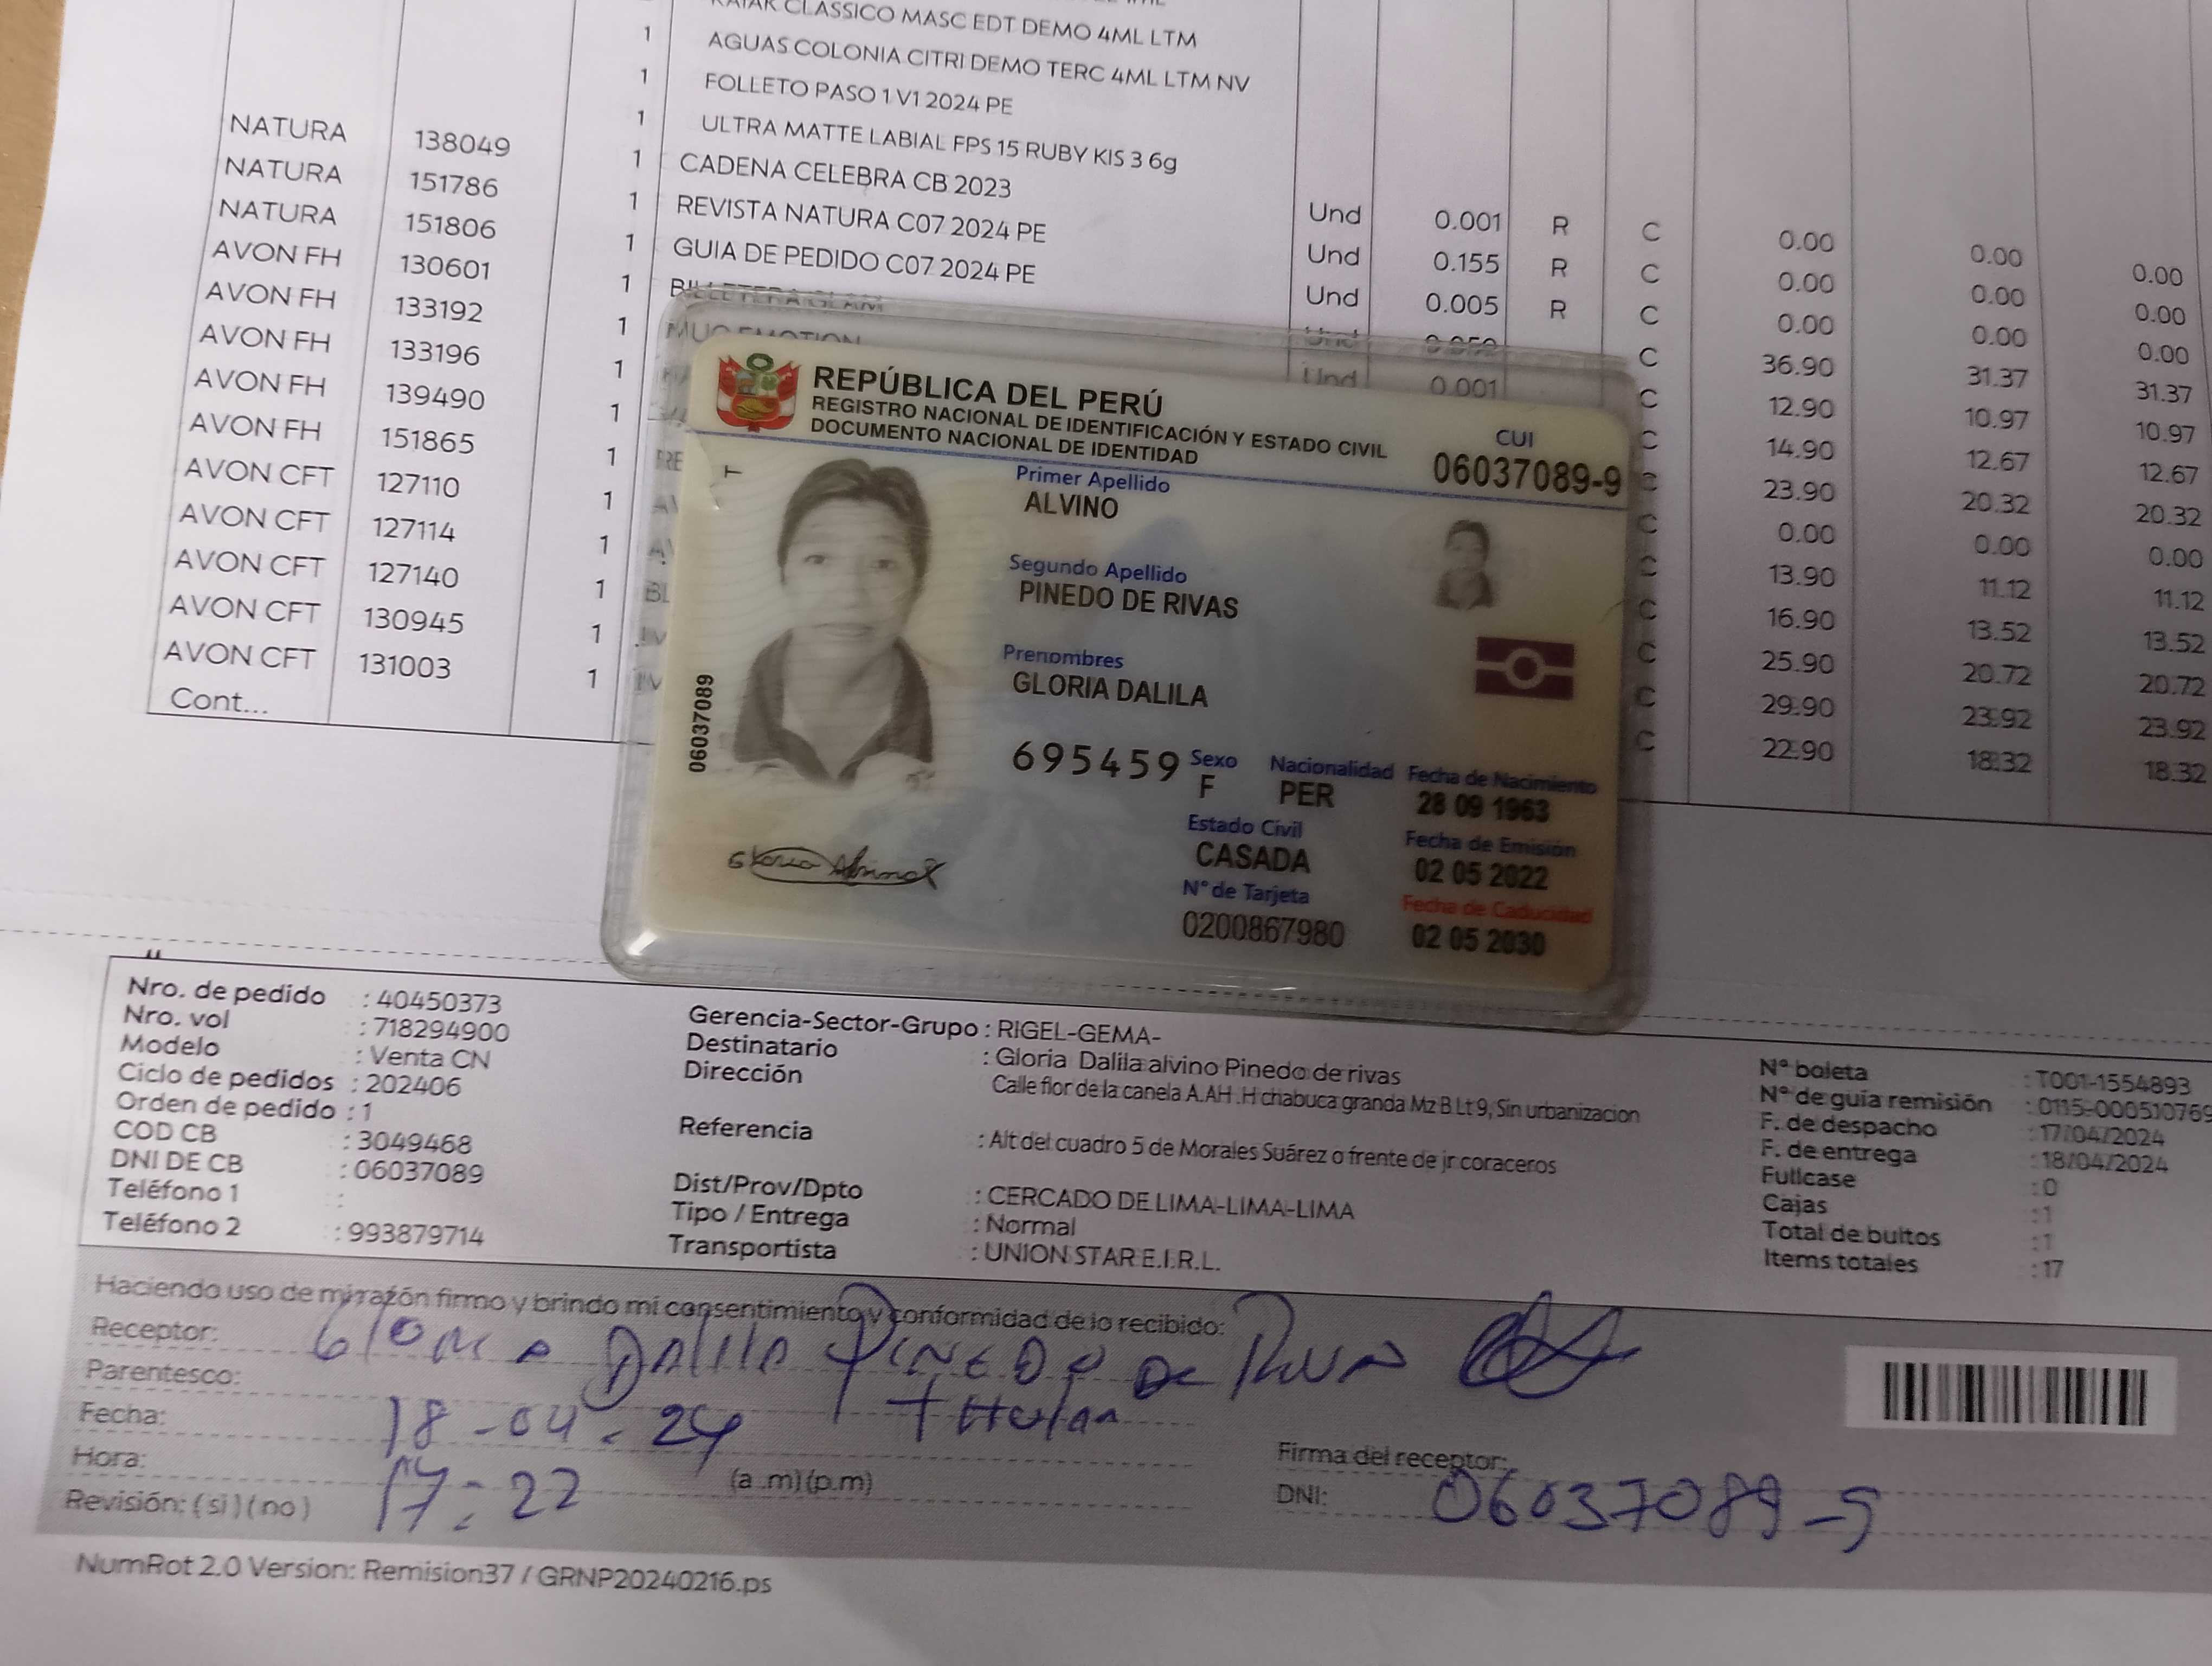 KAIAK CLASSICO MASC EDT DEMO 4ML LTM
1 AGUAS COLONIA CITRI DEMO TERC 4ML LTM NV
1 FOLLETO PASO 1 V1 2024 PE
1 ULTRA MATTE LABIAL FPS 15 RUBY KIS 3 6g
NATURA 138049 1 CADENA CELEBRA CB 2023 Und 0.001 R C 0.00 0.00 0.00
NATURA 151786 1 REVISTA NATURA C07 2024 PE Und 0.155 R C 0.00 0.00 0.00
NATURA 151806 1 GUIA DE PEDIDO C07 2024 PE Und 0.005 R C 0.00 0.00 0.00
AVON FH 130601 1 BILLETERA GLAM Und C 36.90 31.37 31.37
AVON FH 133192 1 MUG EMOTION Und 0.001 C 12.90 10.97 10.97
AVON FH 133196 1 C 14.90 12.67 12.67
AVON FH 139490 1 C 23.90 20.32 20.32
AVON FH 151865 1 C 0.00 0.00 0.00
AVON CFT 127110 1 C 13.90 11.12 11.12
AVON CFT 127114 1 C 16.90 13.52 13.52
AVON CFT 127140 1 C 25.90 20.72 20.72
AVON CFT 130945 1 C 29.90 23.92 23.92
AVON CFT 131003 1 C 22.90 18.32 18.32
Cont...
REPÚBLICA DEL PERÚ
REGISTRO NACIONAL DE IDENTIFICACIÓN Y ESTADO CIVIL
DOCUMENTO NACIONAL DE IDENTIDAD
CUI
06037089-9
Primer Apellido
ALVINO
Segundo Apellido
PINEDO DE RIVAS
Prenombres
GLORIA DALILA
06037089
695459
Sexo Nacionalidad Fecha de Nacimiento
F PER 28 09 1963
Estado Civil Fecha de Emisión
CASADA 02 05 2022
N° de Tarjeta Fecha de Caducidad
0200867980 02 05 2030
Nro. de pedido : 40450373
Nro. vol : 718294900
Modelo : Venta CN
Ciclo de pedidos : 202406
Orden de pedido : 1
COD CB : 3049468
DNI DE CB : 06037089
Teléfono 1 :
Teléfono 2 : 993879714
Gerencia-Sector-Grupo : RIGEL-GEMA-
Destinatario : Gloria Dalila alvino Pinedo de rivas
Dirección Calle flor de la canela A.AH .H chabuca granda Mz B Lt 9, Sin urbanizacion
Referencia : Alt del cuadro 5 de Morales Suárez o frente de jr coraceros
Dist/Prov/Dpto : CERCADO DE LIMA-LIMA-LIMA
Tipo / Entrega : Normal
Transportista : UNION STAR E.I.R.L.
N° boleta : T001-1554893
N° de guia remisión : 0115-000510769
F. de despacho : 17/04/2024
F. de entrega : 18/04/2024
Fullcase : 0
Cajas : 1
Total de bultos : 1
Items totales : 17
Haciendo uso de mi razón firmo y brindo mi consentimiento y conformidad de lo recibido:
Receptor: Gloria Dalila Pinedo de Rivas
Parentesco: titular
Fecha: 18-04-24
Hora: 17:22 (a .m) (p.m)
Revisión: ( si ) ( no )
Firma del receptor:
DNI: 06037089-9
NumRot 2.0 Version: Remision37 / GRNP20240216.ps